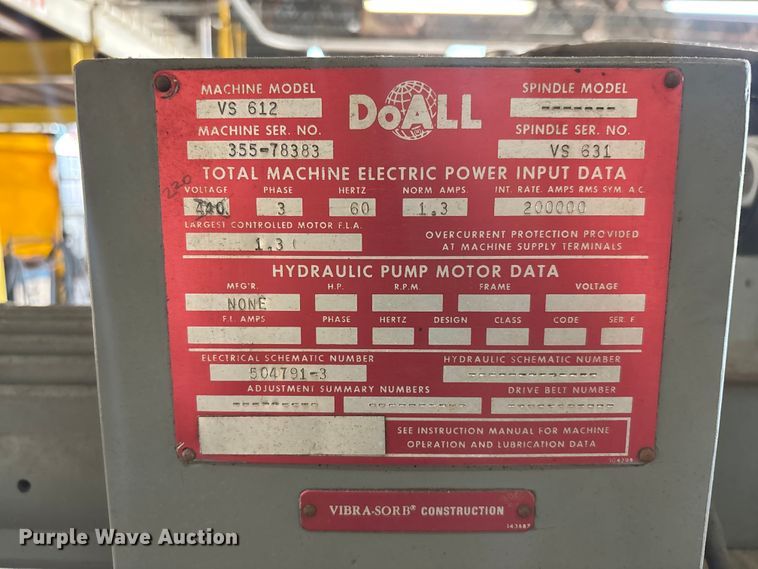 MACHINE MODEL
VS 612
DoALL
SPINDLE MODEL
-------
MACHINE SER. NO.
355-78383
SPINDLE SER. NO.
VS 631
TOTAL MACHINE ELECTRIC POWER INPUT DATA
220
VOLTAGE PHASE HERTZ NORM AMPS. INT. RATE. AMPS RMS SYM. A.C.
440 3 60 1.3 200000
LARGEST CONTROLLED MOTOR F.L.A.
1.3
OVERCURRENT PROTECTION PROVIDED
AT MACHINE SUPPLY TERMINALS
HYDRAULIC PUMP MOTOR DATA
MFG'R. H.P. R.P.M. FRAME VOLTAGE
NONE
F.L. AMPS PHASE HERTZ DESIGN CLASS CODE SER. F.
ELECTRICAL SCHEMATIC NUMBER HYDRAULIC SCHEMATIC NUMBER
504791-3
ADJUSTMENT SUMMARY NUMBERS DRIVE BELT NUMBER
SEE INSTRUCTION MANUAL FOR MACHINE
OPERATION AND LUBRICATION DATA
104298
VIBRA-SORB® CONSTRUCTION
143887
Purple Wave Auction